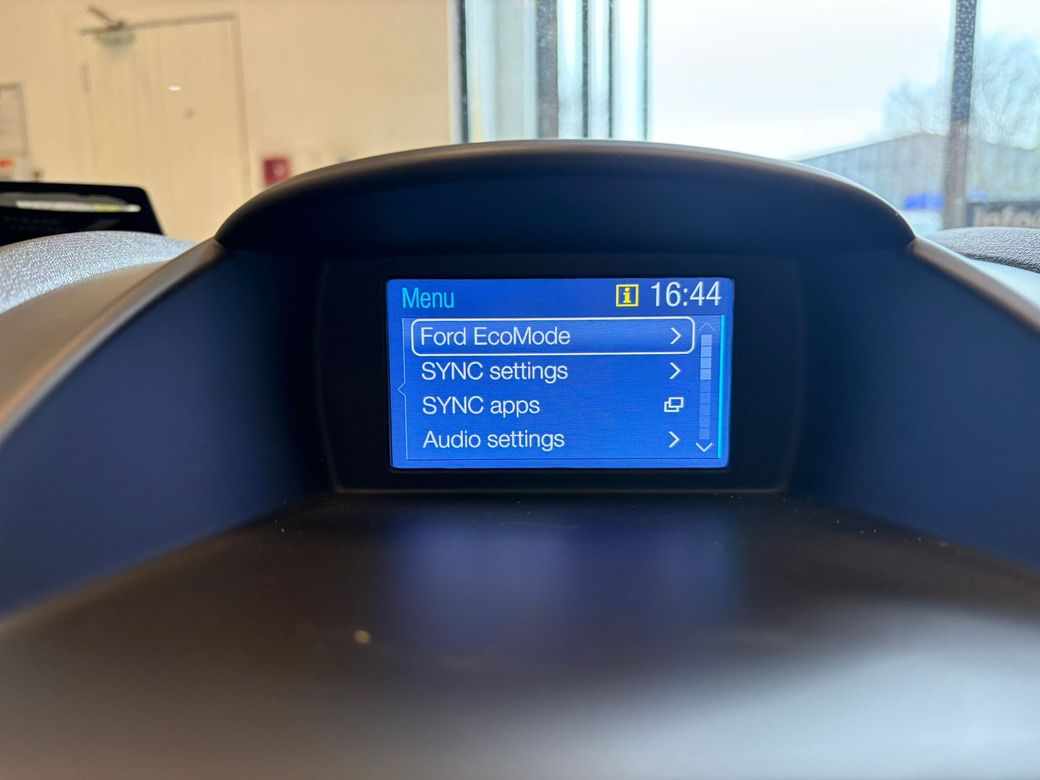 Menu i 16:44
Ford EcoMode
SYNC settings
SYNC apps
Audio settings